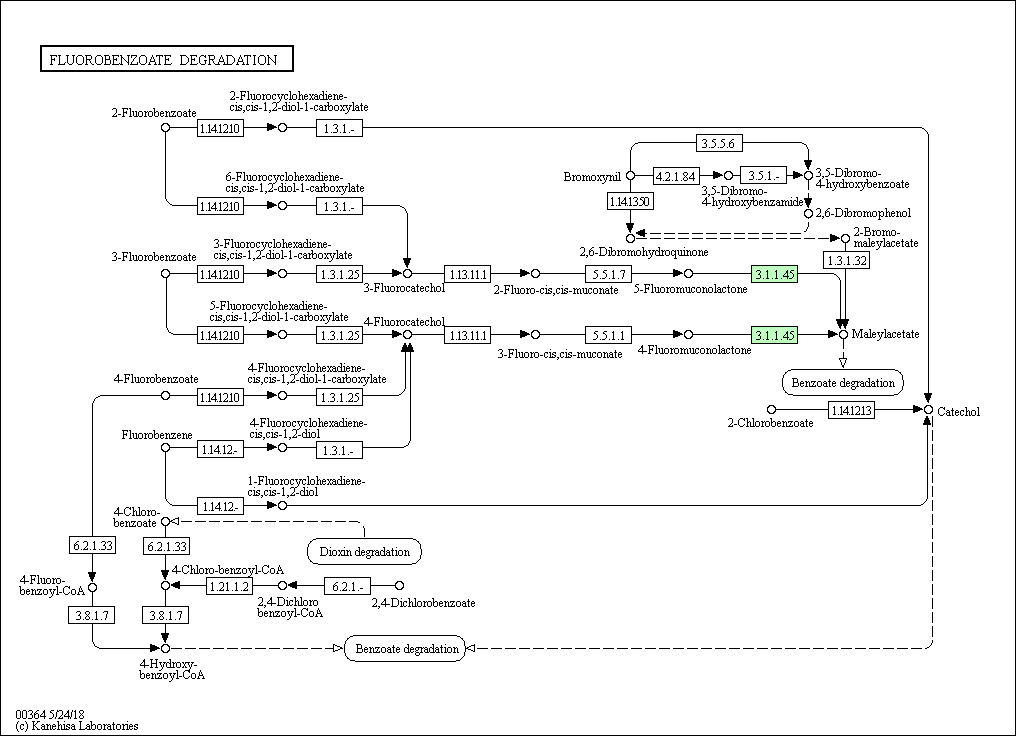 FLUOROBENZOATE DEGRADATION
2-Fluorocyclohexadiene-
cis,cis-1,2-diol-1-carboxylate
2-Fluorobenzoate
1.14.12.10
1.3.1.-
3.5.5.6
6-Fluorocyclohexadiene-
cis,cis-1,2-diol-1-carboxylate
Bromoxynil
4.2.1.84
3.5.1.-
3,5-Dibromo-
4-hydroxybenzoate
3,5-Dibromo-
4-hydroxybenzamide
1.14.12.10
1.3.1.-
1.14.13.50
2,6-Dibromophenol
2-Bromo-
maleylacetate
2,6-Dibromohydroquinone
1.3.1.32
3-Fluorocyclohexadiene-
cis,cis-1,2-diol-1-carboxylate
3-Fluorobenzoate
1.14.12.10
1.3.1.25
3-Fluorocatechol
1.13.11.1
2-Fluoro-cis,cis-muconate
5.5.1.7
5-Fluoromuconolactone
3.1.1.45
5-Fluorocyclohexadiene-
cis,cis-1,2-diol-1-carboxylate
4-Fluorocatechol
1.14.12.10
1.3.1.25
1.13.11.1
3-Fluoro-cis,cis-muconate
5.5.1.1
4-Fluoromuconolactone
3.1.1.45
Maleylacetate
Benzoate degradation
4-Fluorocyclohexadiene-
cis,cis-1,2-diol-1-carboxylate
4-Fluorobenzoate
1.14.12.10
1.3.1.25
2-Chlorobenzoate
1.14.12.13
Catechol
4-Fluorocyclohexadiene-
cis,cis-1,2-diol
Fluorobenzene
1.14.12.-
1.3.1.-
1-Fluorocyclohexadiene-
cis,cis-1,2-diol
1.14.12.-
4-Chloro-
benzoate
6.2.1.33
6.2.1.33
Dioxin degradation
4-Fluoro-
benzoyl-CoA
4-Chloro-benzoyl-CoA
1.21.1.2
2,4-Dichloro
benzoyl-CoA
6.2.1.-
2,4-Dichlorobenzoate
3.8.1.7
3.8.1.7
Benzoate degradation
4-Hydroxy-
benzoyl-CoA
00364 5/24/18
(c) Kanehisa Laboratories